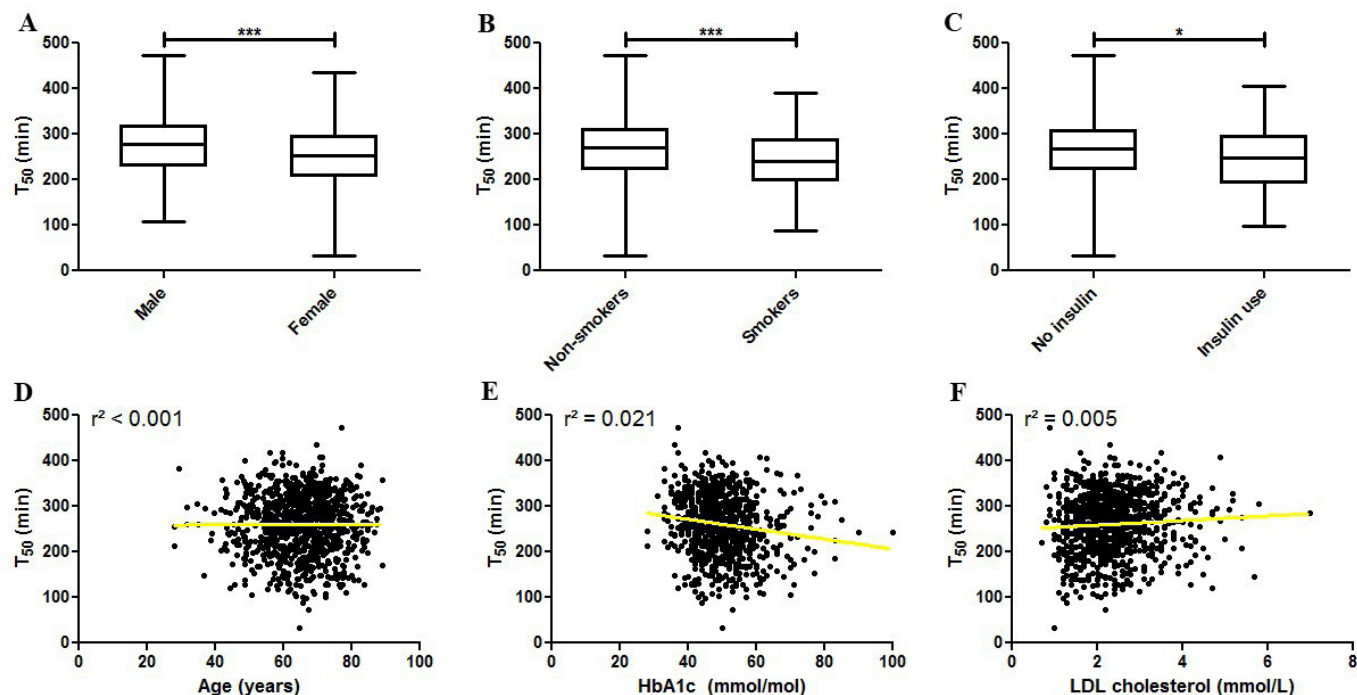 A
***
T₅₀ (min)
500
400
300
200
100
0
Male
Female
B
***
T₅₀ (min)
500
400
300
200
100
0
Non-smokers
Smokers
C
*
T₅₀ (min)
500
400
300
200
100
0
No insulin
Insulin use
D
r² < 0.001
T₅₀ (min)
500
400
300
200
100
0
0 20 40 60 80 100
Age (years)
E
r² = 0.021
T₅₀ (min)
500
400
300
200
100
0
0 20 40 60 80 100
HbA1c (mmol/mol)
F
r² = 0.005
T₅₀ (min)
500
400
300
200
100
0
0 2 4 6 8
LDL cholesterol (mmol/L)